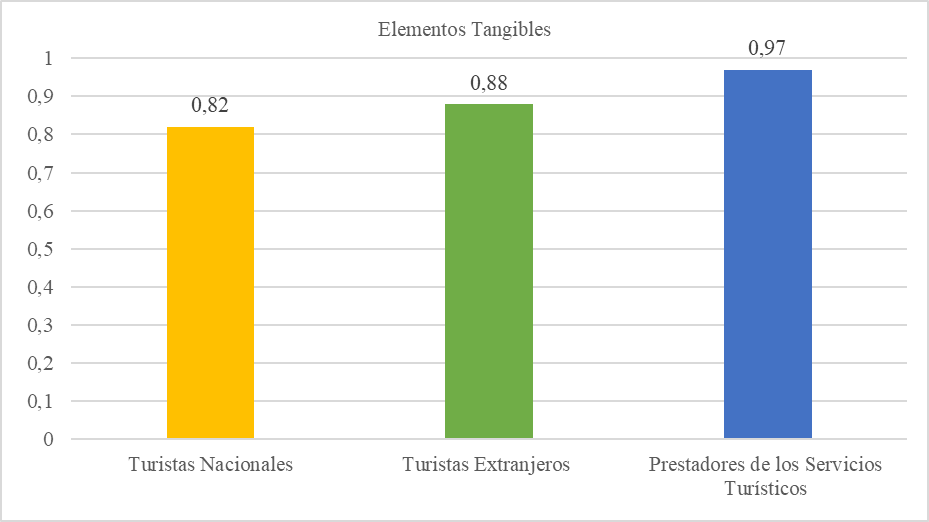 Elementos Tangibles
1
0,9
0,8
0,7
0,6
0,5
0,4
0,3
0,2
0,1
0
0,82
0,88
0,97
Turistas Nacionales
Turistas Extranjeros
Prestadores de los Servicios
Turísticos